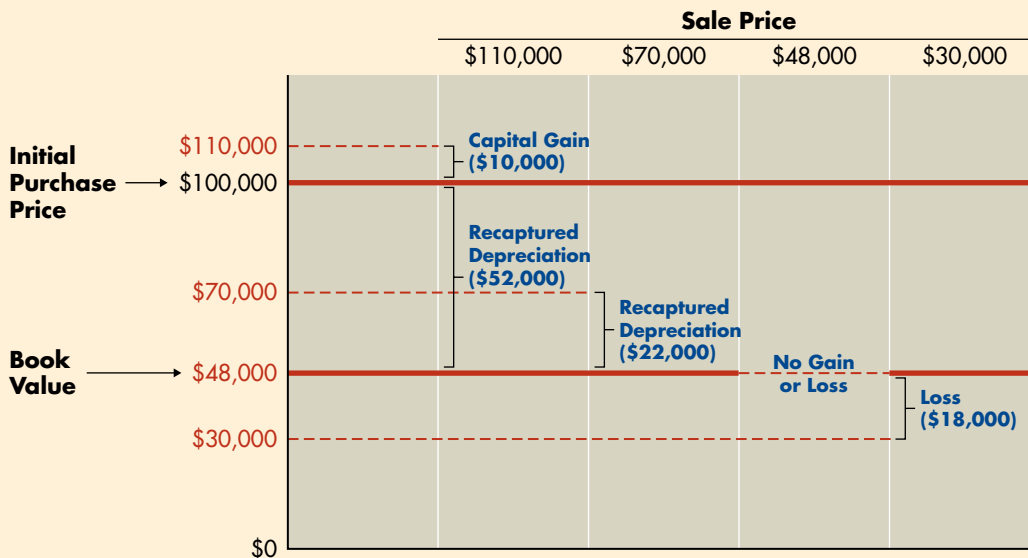 Sale Price
$110,000 $70,000 $48,000 $30,000
$110,000
Capital Gain
($10,000)
Initial
Purchase
Price
$100,000
Recaptured
Depreciation
($52,000)
$70,000
Recaptured
Depreciation
($22,000)
Book
Value
$48,000
No Gain
or Loss
Loss
($18,000)
$30,000
$0